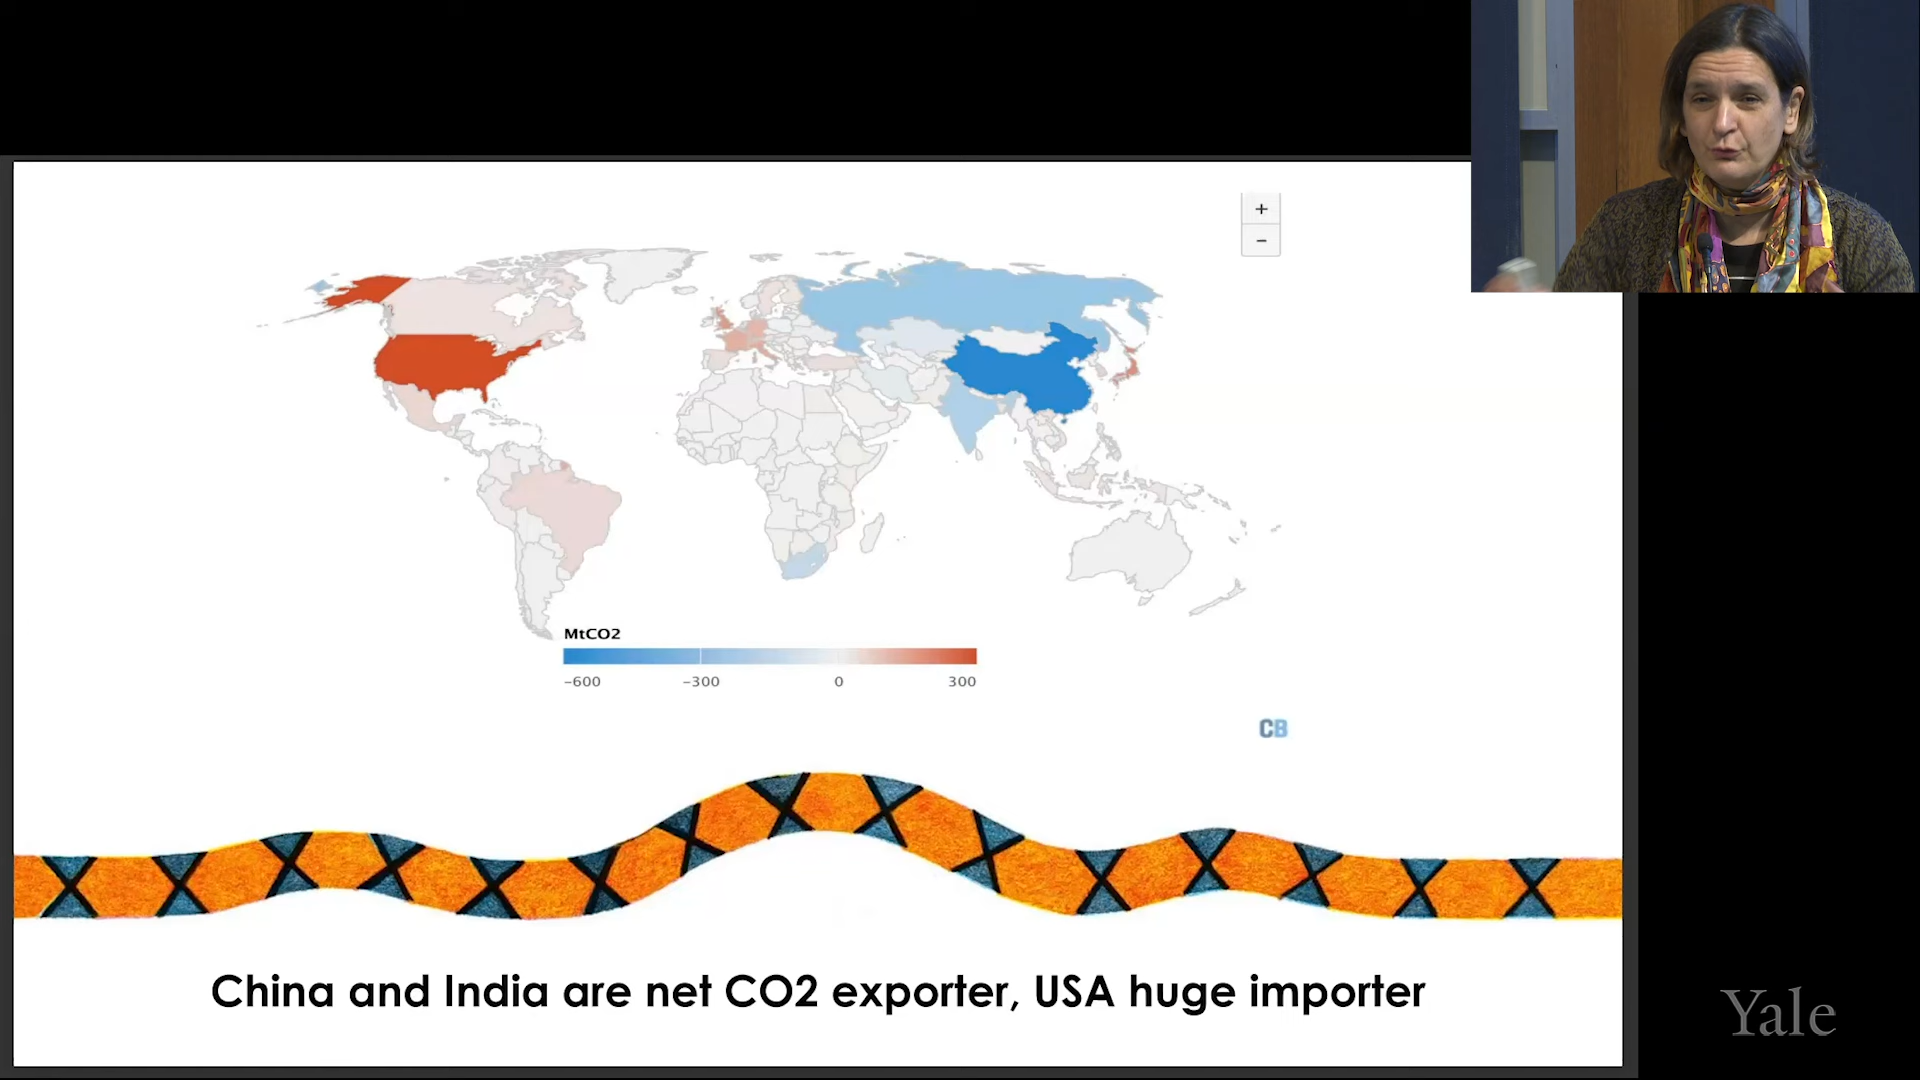 +
−
MtCO2
−600 −300 0 300
CB
China and India are net CO2 exporter, USA huge importer
Yale